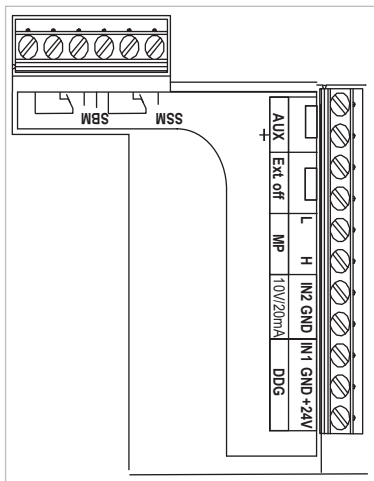 SBM
SSM
AUX
+
Ext off
MP
L
H
10V/20mA
IN2 GND
DDG
IN1 GND +24V